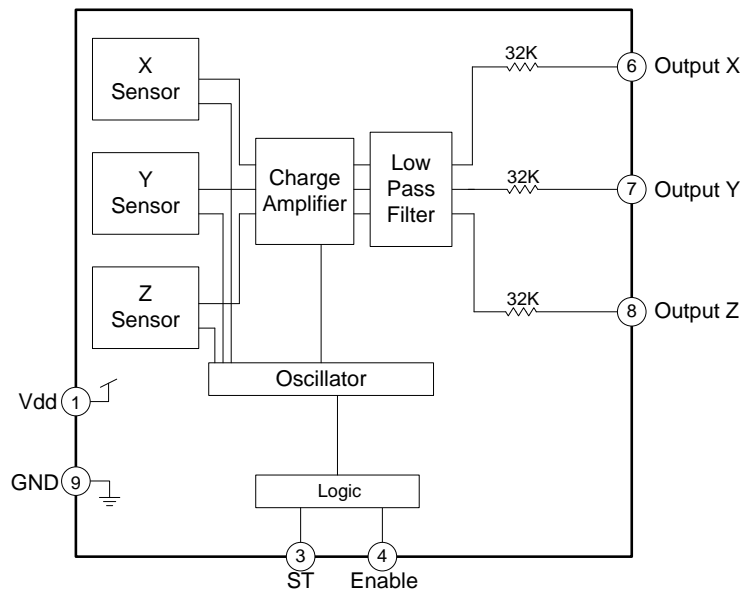 X
Sensor
32K
6
Output X
Y
Sensor
Charge
Amplifier
Low
Pass
Filter
32K
7
Output Y
Z
Sensor
32K
8
Output Z
Oscillator
Vdd
1
GND
9
Logic
3
4
ST
Enable